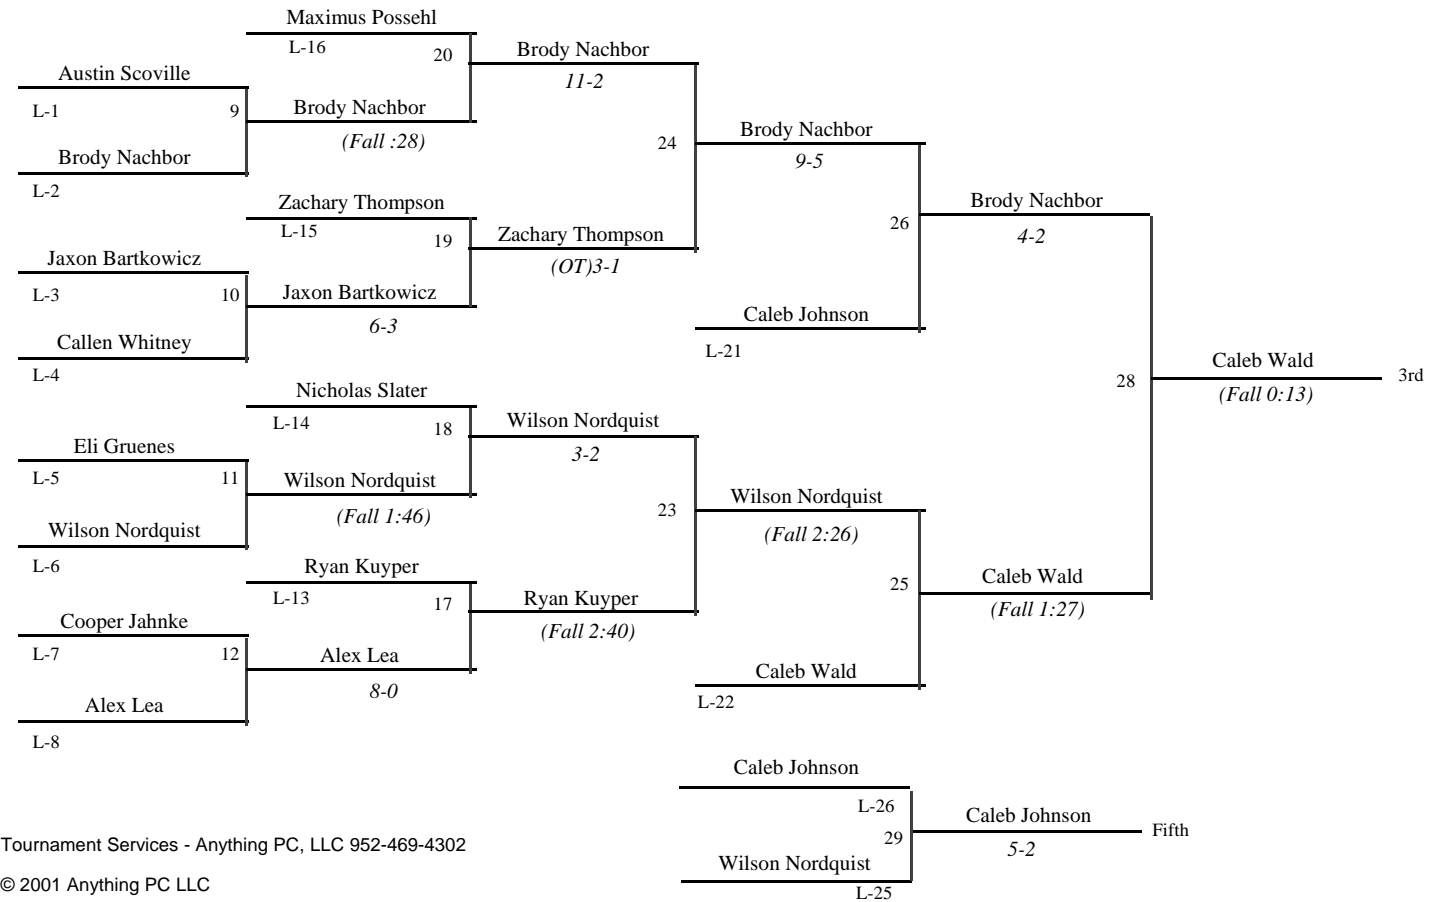 Maximus Possehl
L-16
20
Brody Nachbor
11-2
Austin Scoville
L-1
9
Brody Nachbor
(Fall :28)
24
Brody Nachbor
9-5
Brody Nachbor
L-2
Zachary Thompson
L-15
19
Zachary Thompson
(OT)3-1
26
Brody Nachbor
4-2
Jaxon Bartkowicz
L-3
10
Jaxon Bartkowicz
6-3
Callen Whitney
L-4
Caleb Johnson
L-21
28
Caleb Wald
(Fall 0:13)
3rd
Nicholas Slater
L-14
18
Wilson Nordquist
3-2
Eli Gruenes
L-5
11
Wilson Nordquist
(Fall 1:46)
23
Wilson Nordquist
(Fall 2:26)
Wilson Nordquist
L-6
Ryan Kuyper
L-13
17
Ryan Kuyper
(Fall 2:40)
25
Caleb Wald
(Fall 1:27)
Cooper Jahnke
L-7
12
Alex Lea
8-0
Alex Lea
L-8
Caleb Wald
L-22
Caleb Johnson
L-26
29
Caleb Johnson
5-2
Fifth
Wilson Nordquist
L-25
Tournament Services - Anything PC, LLC 952-469-4302
© 2001 Anything PC LLC